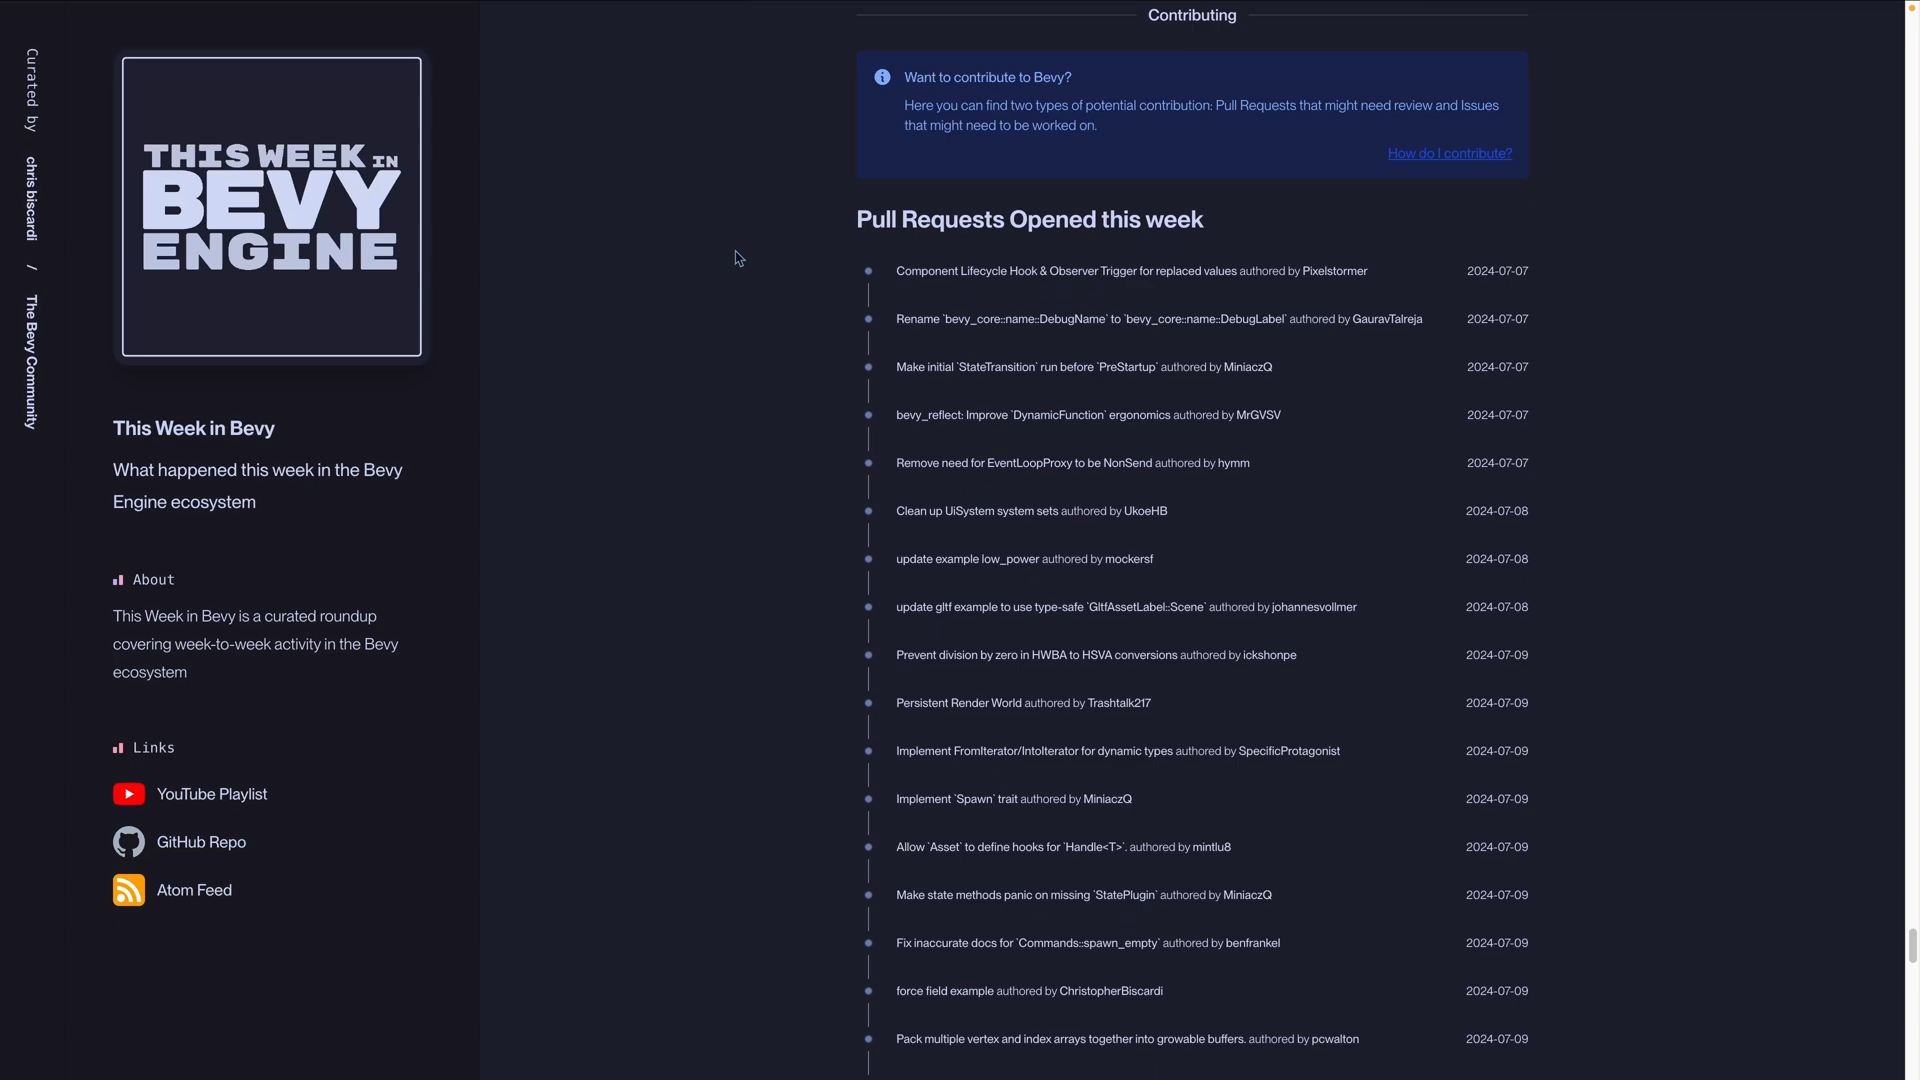 Curated by chris biscardi / The Bevy Community
THIS WEEK IN
BEVY
ENGINE
This Week in Bevy
What happened this week in the Bevy
Engine ecosystem
About
This Week in Bevy is a curated roundup
covering week-to-week activity in the Bevy
ecosystem
Links
YouTube Playlist
GitHub Repo
Atom Feed
Contributing
Want to contribute to Bevy?
Here you can find two types of potential contribution: Pull Requests that might need review and Issues
that might need to be worked on.
How do I contribute?
Pull Requests Opened this week
Component Lifecycle Hook & Observer Trigger for replaced values authored by Pixelstormer 2024-07-07
Rename `bevy_core::name::DebugName` to `bevy_core::name::DebugLabel` authored by GauravTalreja 2024-07-07
Make initial `StateTransition` run before `PreStartup` authored by MiniaczQ 2024-07-07
bevy_reflect: Improve `DynamicFunction` ergonomics authored by MrGVSV 2024-07-07
Remove need for EventLoopProxy to be NonSend authored by hymm 2024-07-07
Clean up UiSystem system sets authored by UkoeHB 2024-07-08
update example low_power authored by mockersf 2024-07-08
update gltf example to use type-safe `GltfAssetLabel::Scene` authored by johannesvollmer 2024-07-08
Prevent division by zero in HWBA to HSVA conversions authored by ickshonpe 2024-07-09
Persistent Render World authored by Trashtalk217 2024-07-09
Implement FromIterator/IntoIterator for dynamic types authored by SpecificProtagonist 2024-07-09
Implement `Spawn` trait authored by MiniaczQ 2024-07-09
Allow `Asset` to define hooks for `Handle<T>`. authored by mintlu8 2024-07-09
Make state methods panic on missing `StatePlugin` authored by MiniaczQ 2024-07-09
Fix inaccurate docs for `Commands::spawn_empty` authored by benfrankel 2024-07-09
force field example authored by ChristopherBiscardi 2024-07-09
Pack multiple vertex and index arrays together into growable buffers. authored by pcwalton 2024-07-09